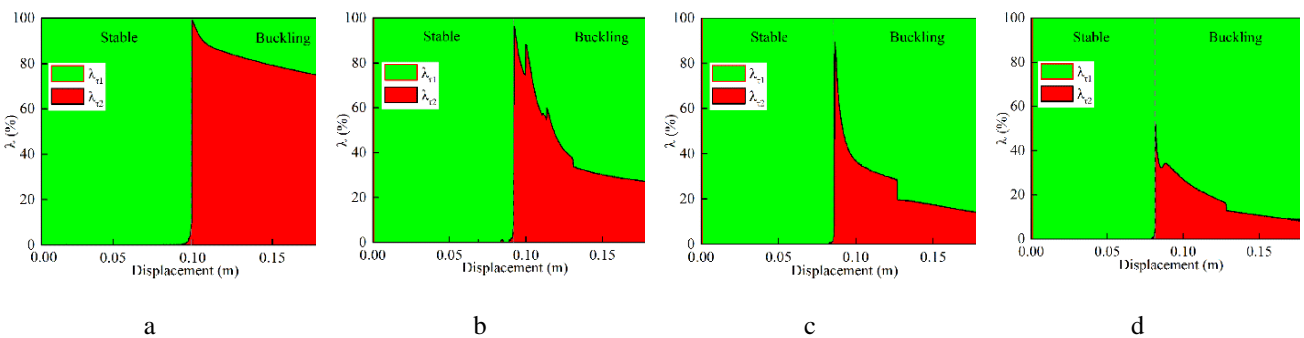 100
80
60
40
20
0
λ (%)
Stable
Buckling
λτ1
λτ2
0.00
0.05
0.10
0.15
Displacement (m)
a
100
80
60
40
20
0
λ (%)
Stable
Buckling
λτ1
λτ2
0.00
0.05
0.10
0.15
Displacement (m)
b
100
80
60
40
20
0
λ (%)
Stable
Buckling
λτ1
λτ2
0.00
0.05
0.10
0.15
Displacement (m)
c
100
80
60
40
20
0
λ (%)
Stable
Buckling
λτ1
λτ2
0.00
0.05
0.10
0.15
Displacement (m)
d